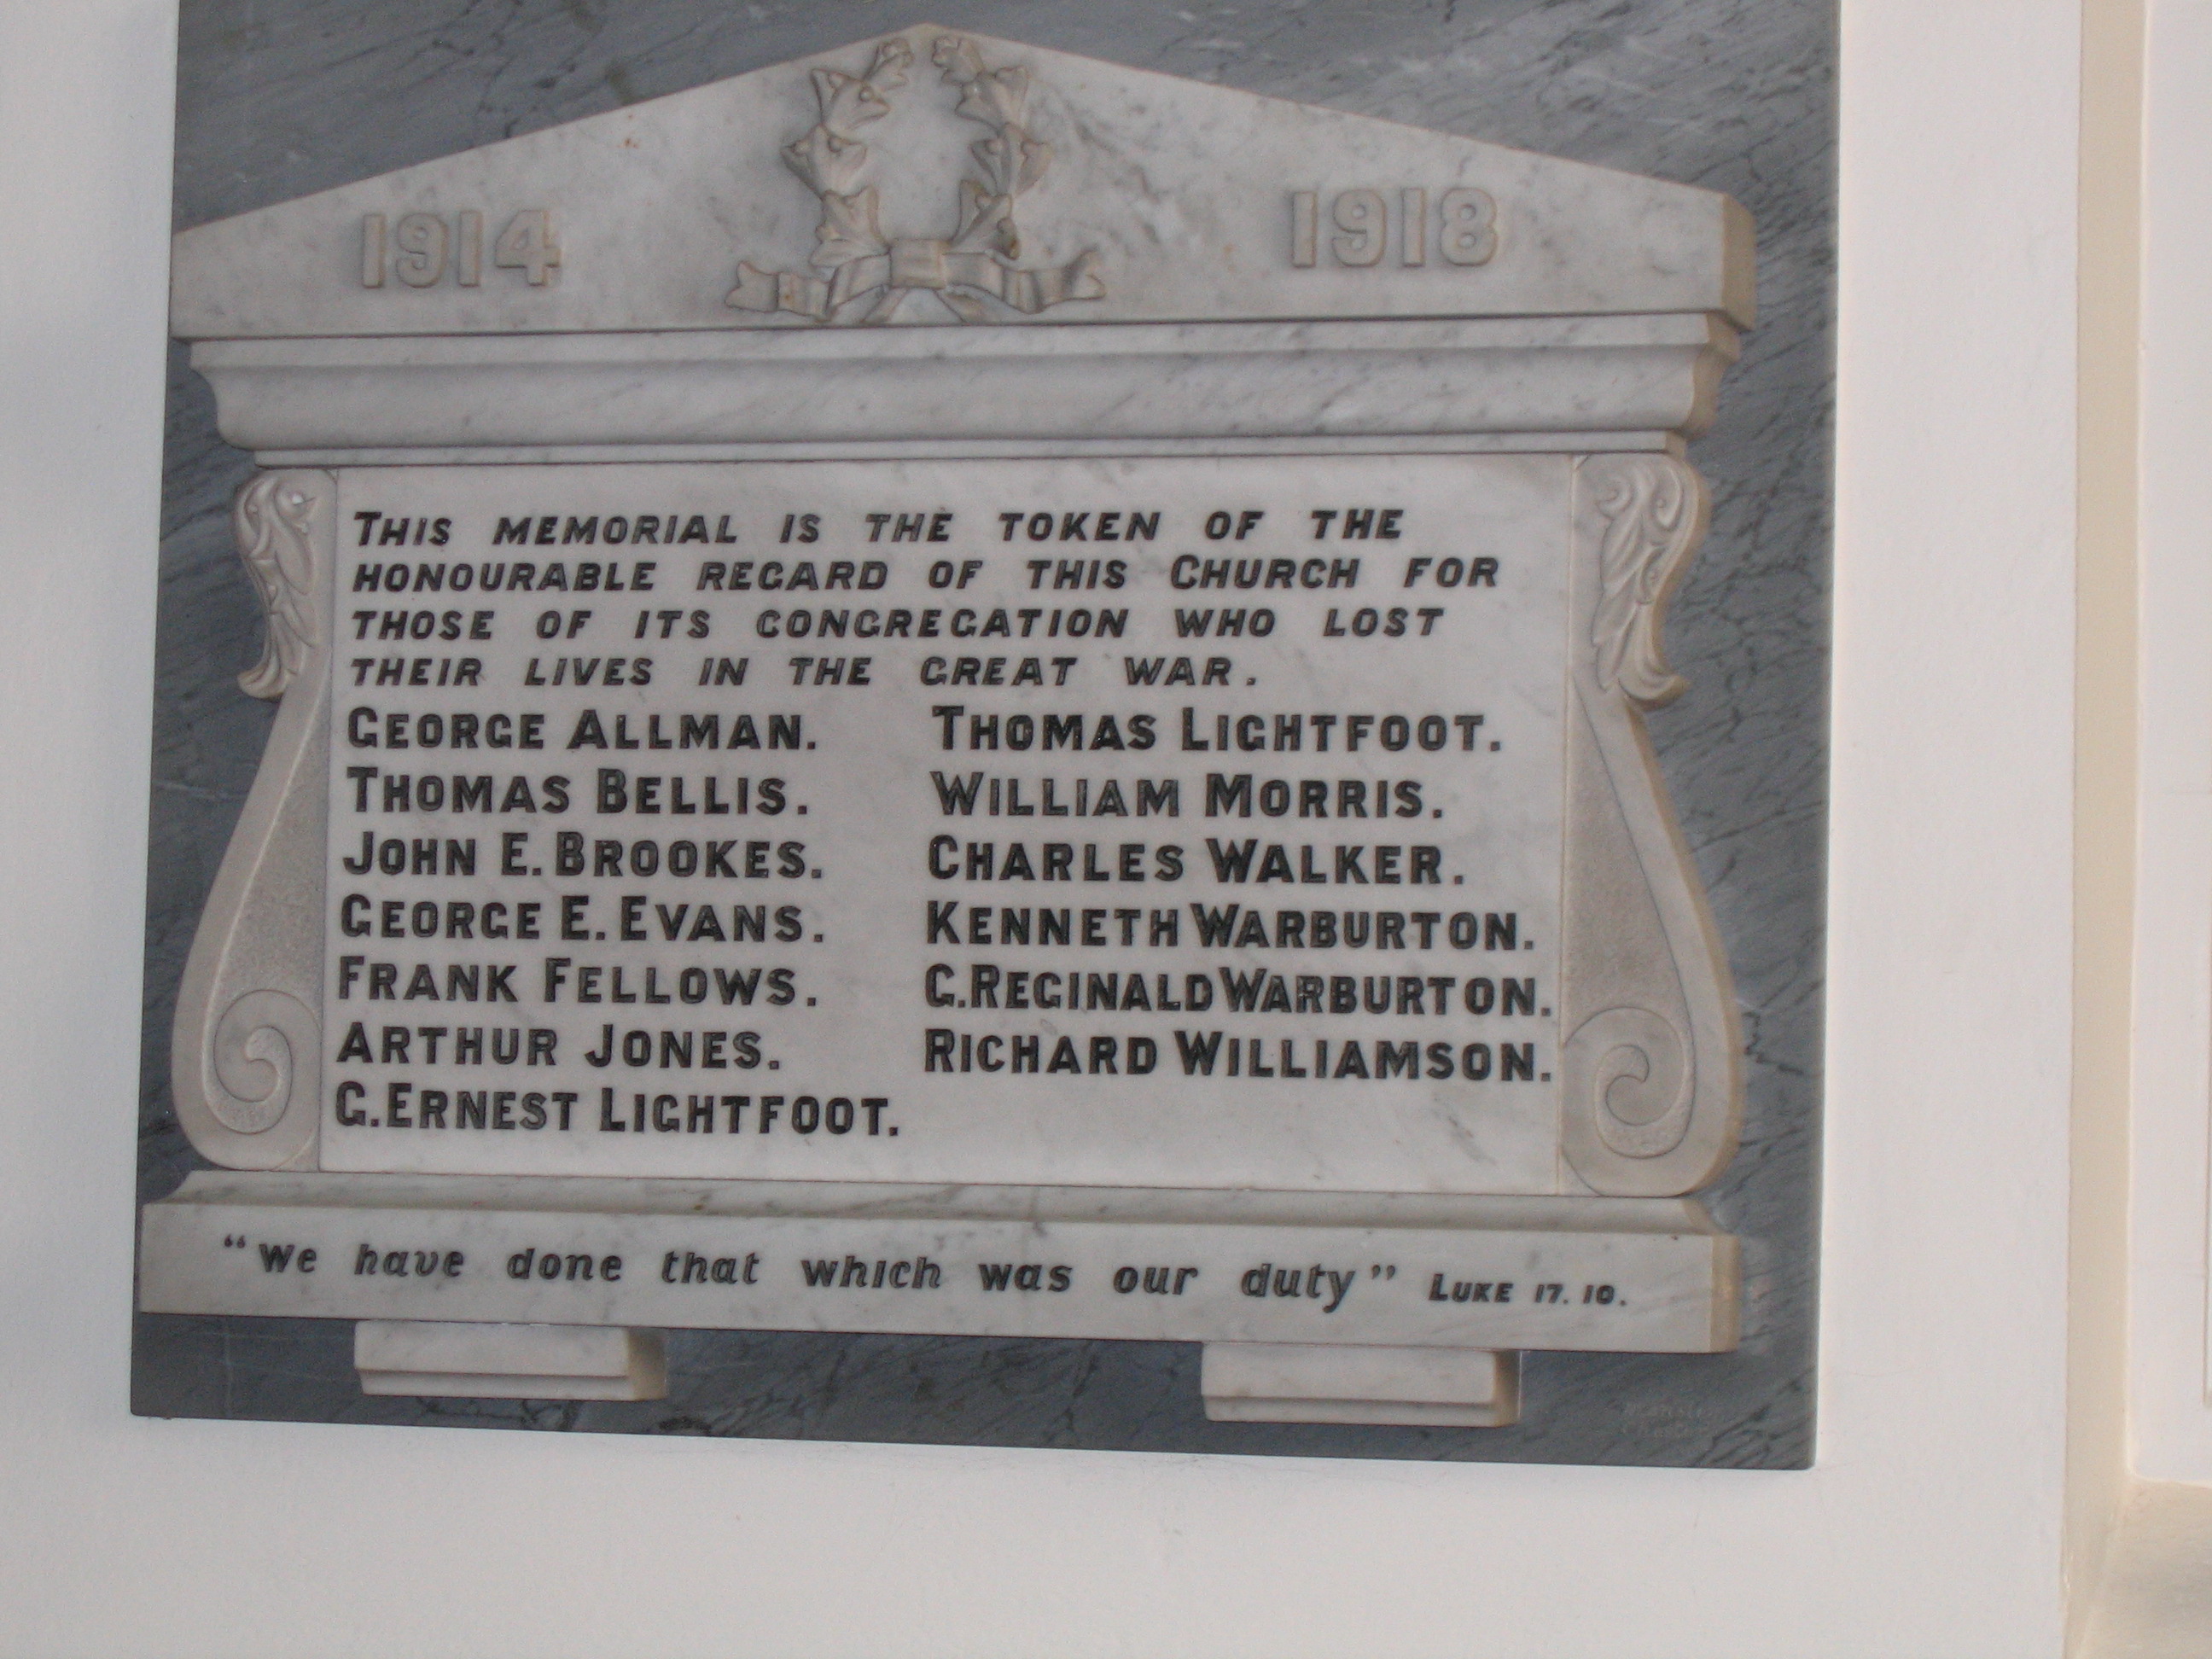 1914 1918
THIS MEMORIAL IS THE TOKEN OF THE
HONOURABLE REGARD OF THIS CHURCH FOR
THOSE OF ITS CONGREGATION WHO LOST
THEIR LIVES IN THE GREAT WAR.
GEORGE ALLMAN. THOMAS LIGHTFOOT.
THOMAS BELLIS. WILLIAM MORRIS.
JOHN E. BROOKES. CHARLES WALKER.
GEORGE E. EVANS. KENNETH WARBURTON.
FRANK FELLOWS. G. REGINALD WARBURTON.
ARTHUR JONES. RICHARD WILLIAMSON.
G. ERNEST LIGHTFOOT.
“We have done that which was our duty” LUKE 17. 10.